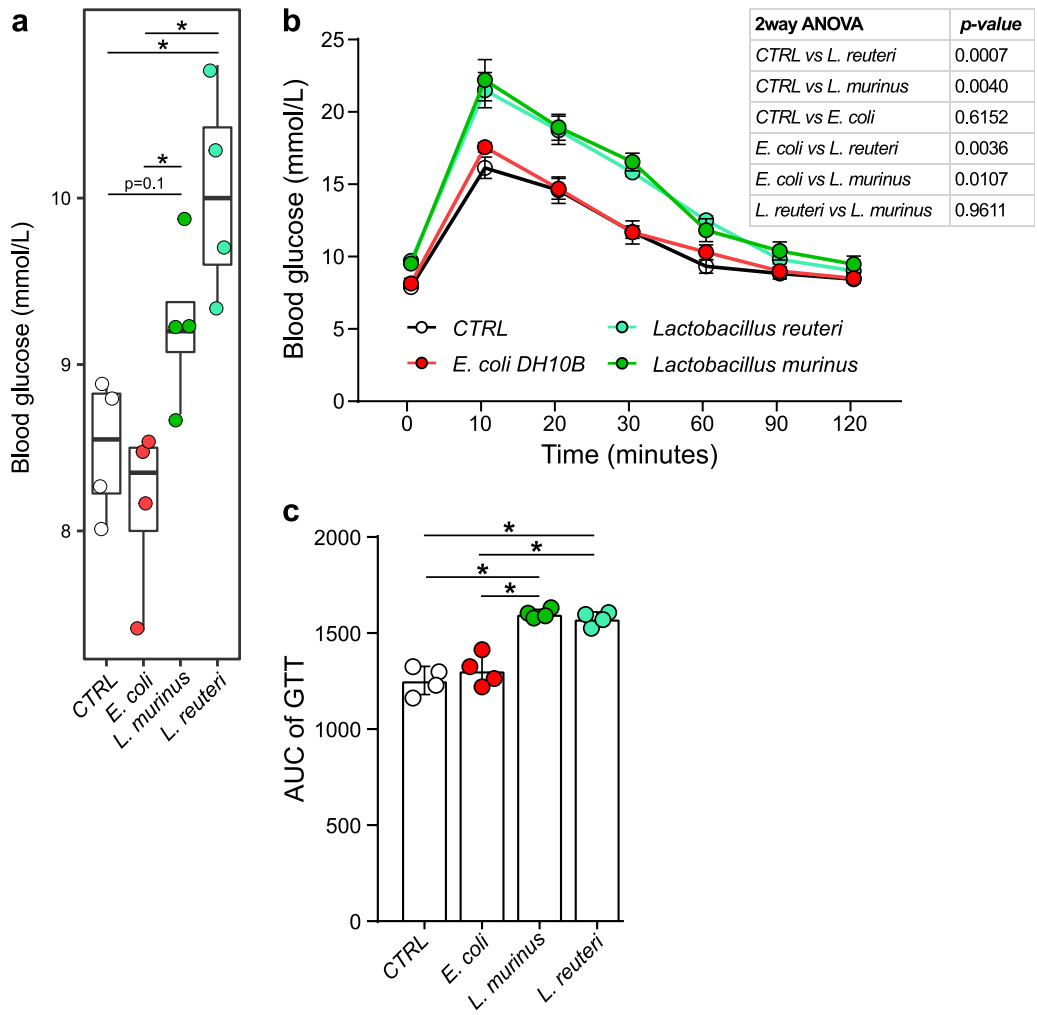 a
Blood glucose (mmol/L)
10
9
8
*
*
*
p=0.1
CTRL
E. coli
L. murinus
L. reuteri
b
Blood glucose (mmol/L)
25
20
15
10
5
0
0 10 20 30 60 90 120
Time (minutes)
CTRL
E. coli DH10B
Lactobacillus reuteri
Lactobacillus murinus
2way ANOVA p-value
CTRL vs L. reuteri 0.0007
CTRL vs L. murinus 0.0040
CTRL vs E. coli 0.6152
E. coli vs L. reuteri 0.0036
E. coli vs L. murinus 0.0107
L. reuteri vs L. murinus 0.9611
c
AUC of GTT
2000
1500
1000
500
0
*
*
*
*
CTRL
E. coli
L. murinus
L. reuteri